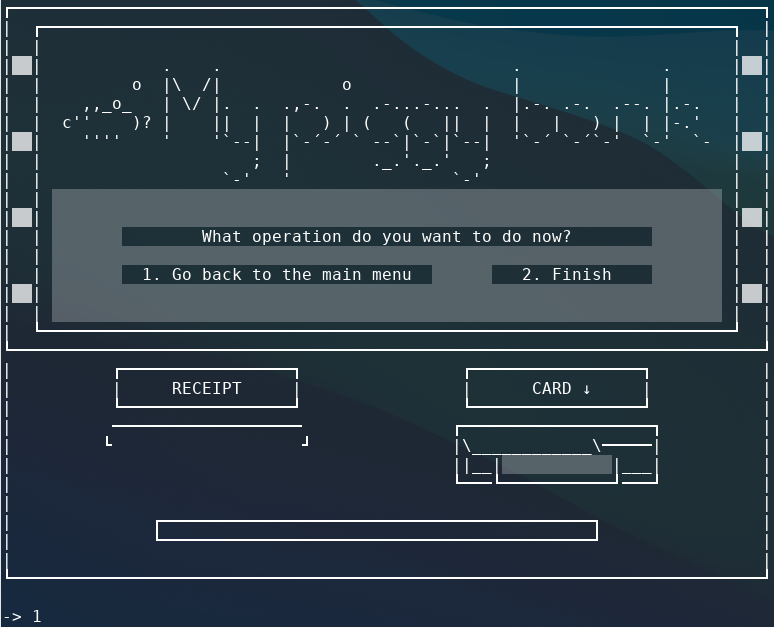 My piggy bank
What operation do you want to do now?
1. Go back to the main menu 2. Finish
RECEIPT CARD ↓
-> 1